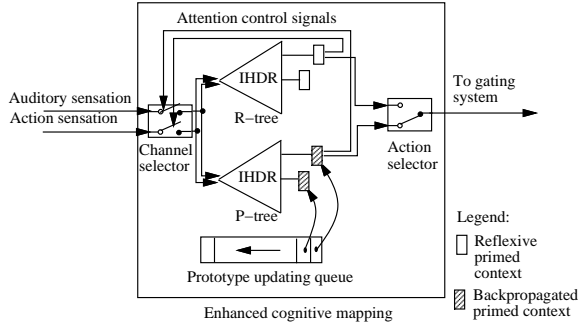 Attention control signals
IHDR
R-tree
Auditory sensation
Action sensation
Channel
selector
IHDR
P-tree
To gating
system
Action
selector
Prototype updating queue
Enhanced cognitive mapping
Legend:
Reflexive
primed
context
Backpropagated
primed context